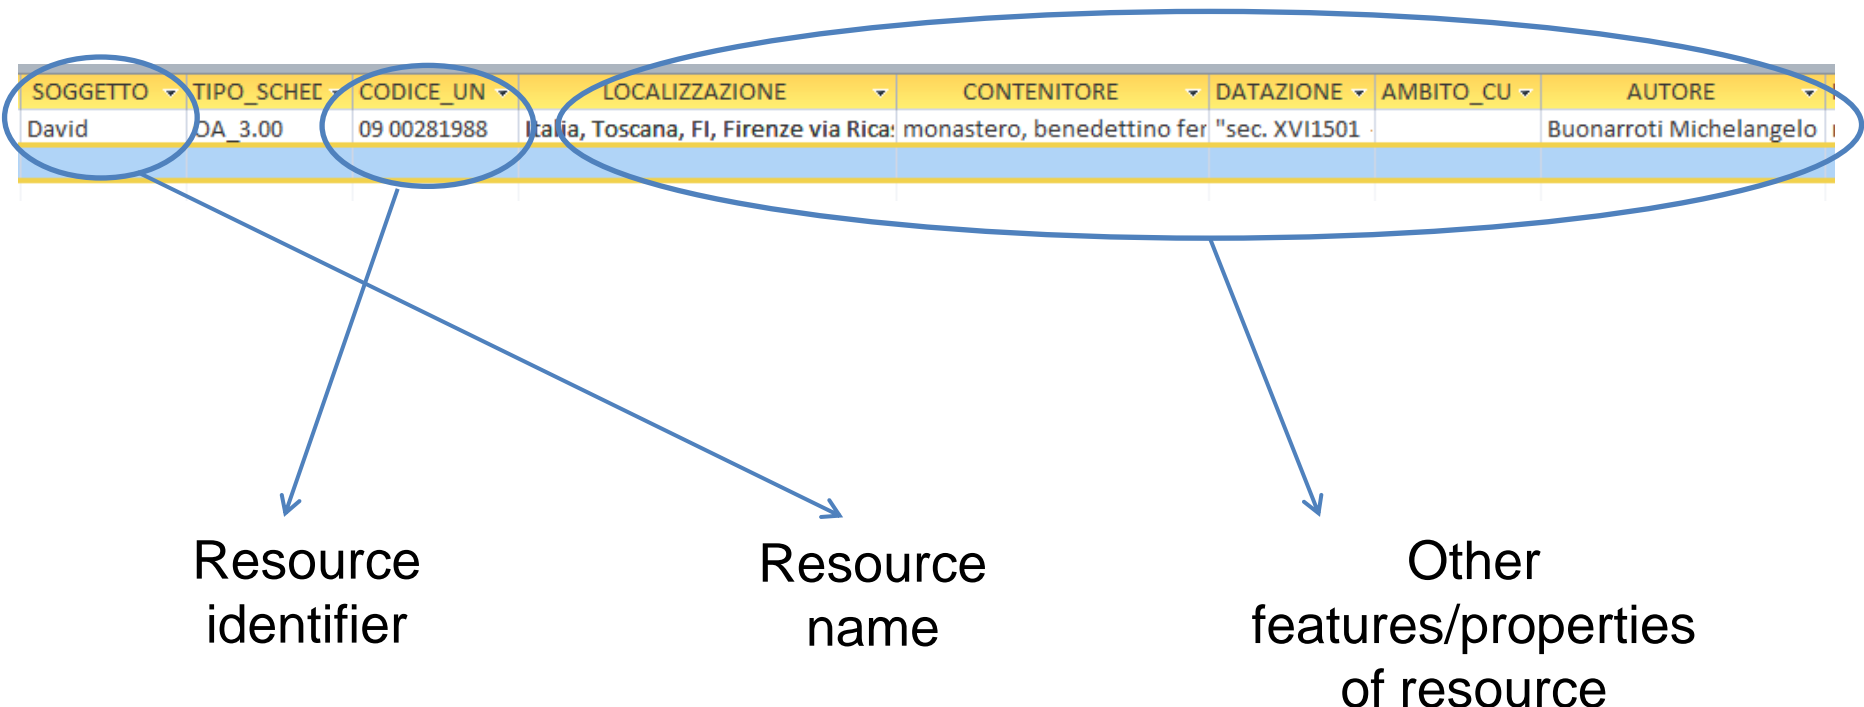 SOGGETTO TIPO_SCHED CODICE_UN LOCALIZZAZIONE CONTENITORE DATAZIONE AMBITO_CU AUTORE
David OA_3.00 09 00281988 Italia, Toscana, FI, Firenze via Ricas monastero, benedettino fer "sec. XVI1501 Buonarroti Michelangelo
Resource
identifier
Resource
name
Other
features/properties
of resource